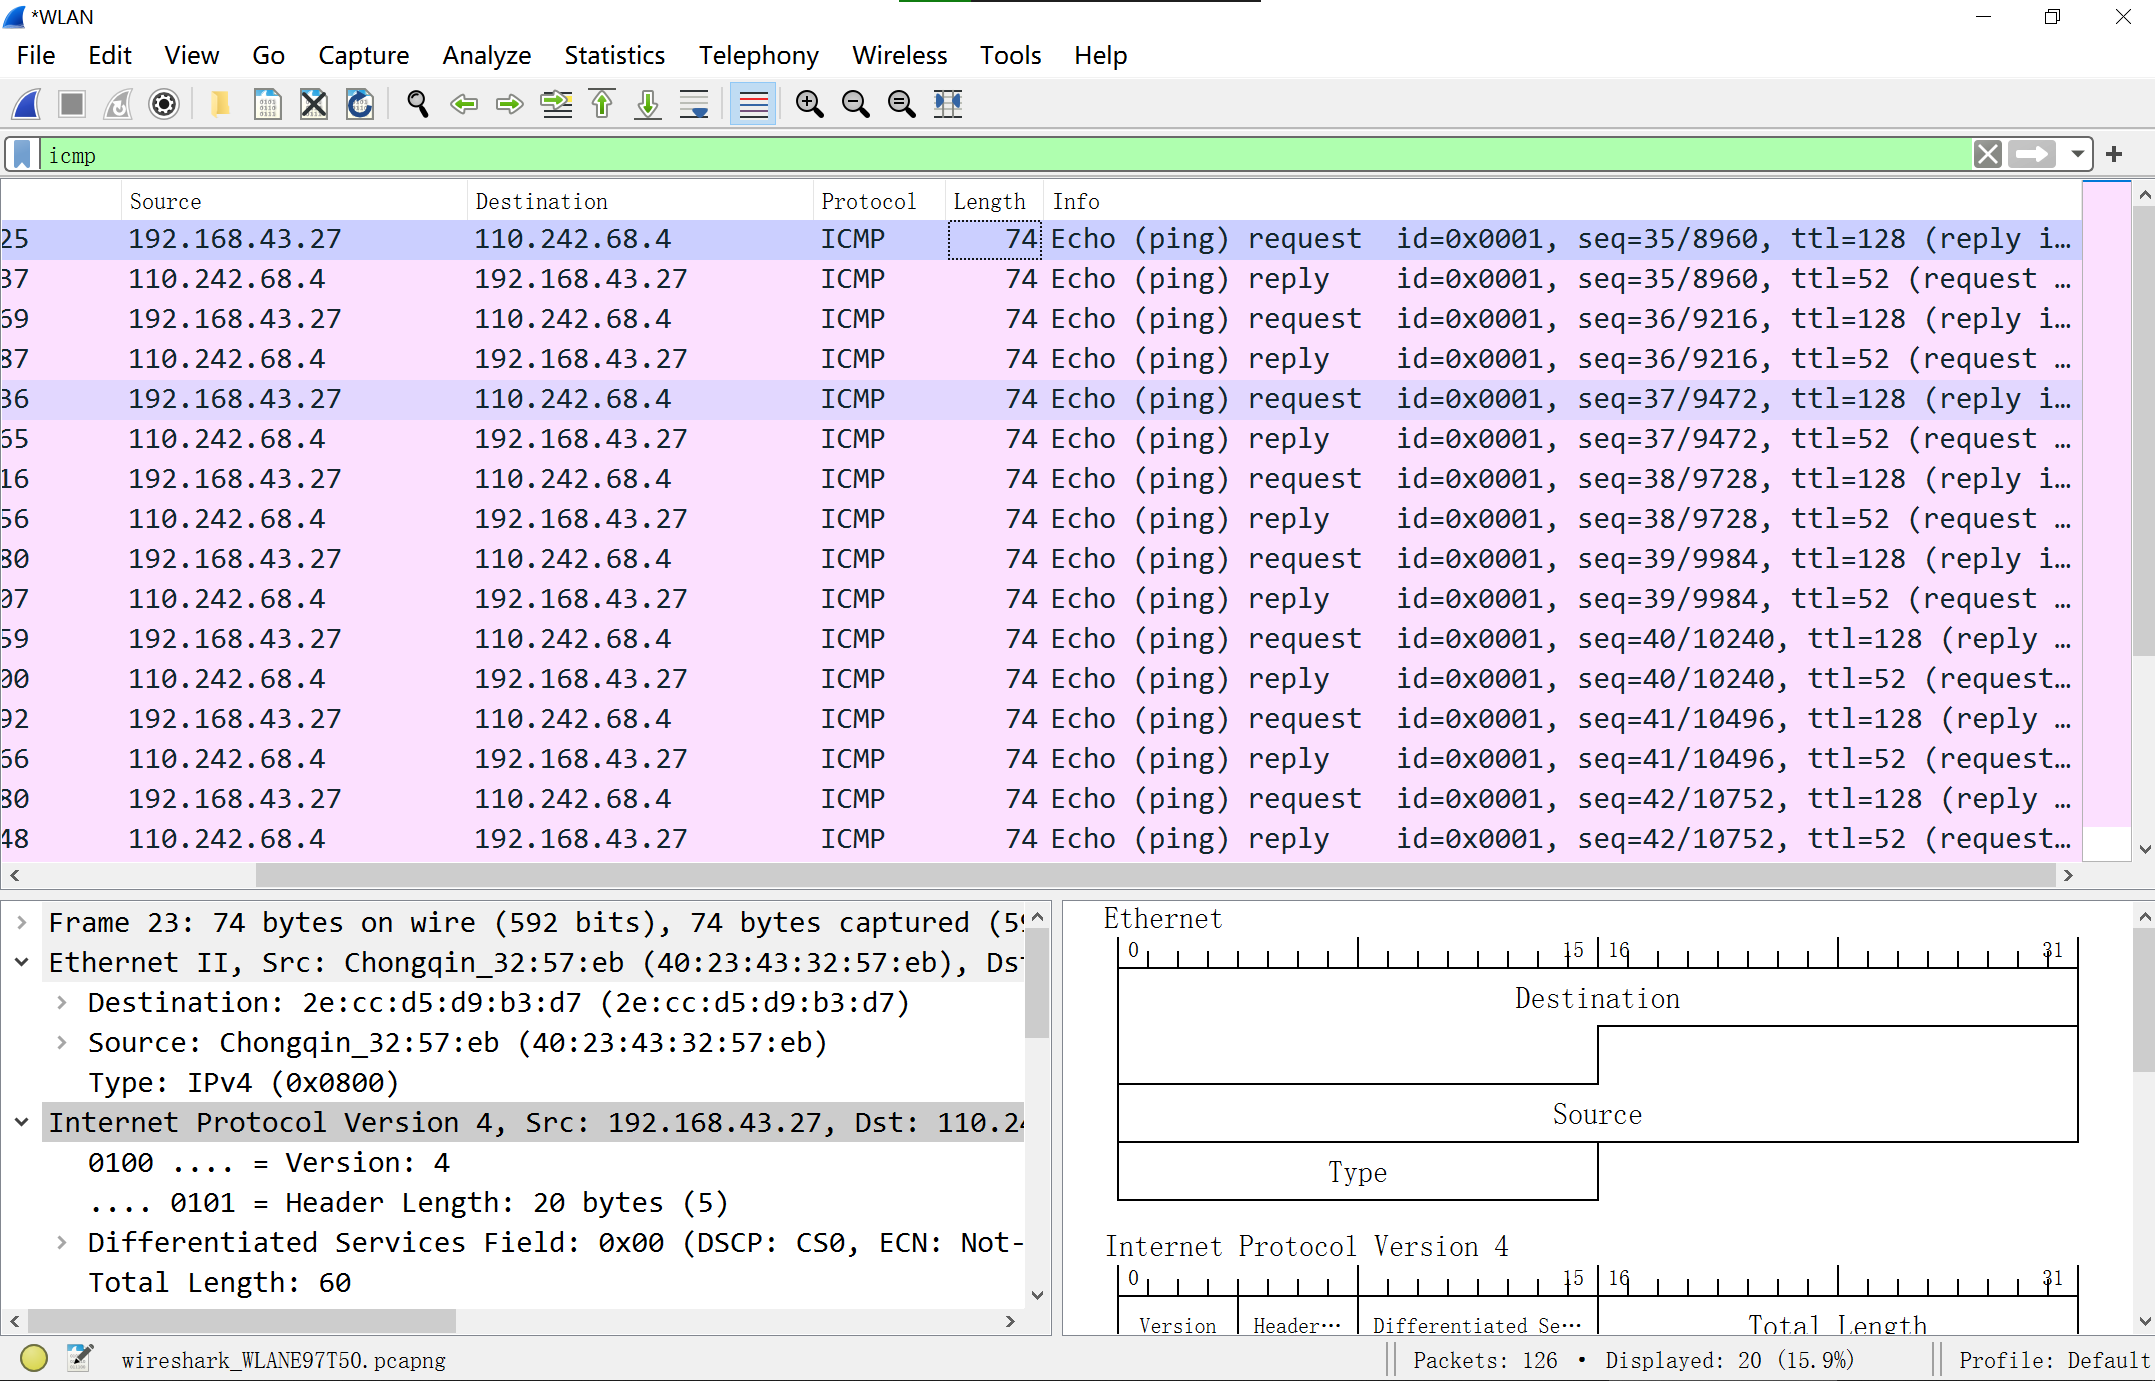 *WLAN
File Edit View Go Capture Analyze Statistics Telephony Wireless Tools Help
icmp
Source Destination Protocol Length Info
25 192.168.43.27 110.242.68.4 ICMP 74 Echo (ping) request id=0x0001, seq=35/8960, ttl=128 (reply i…
37 110.242.68.4 192.168.43.27 ICMP 74 Echo (ping) reply id=0x0001, seq=35/8960, ttl=52 (request …
69 192.168.43.27 110.242.68.4 ICMP 74 Echo (ping) request id=0x0001, seq=36/9216, ttl=128 (reply i…
87 110.242.68.4 192.168.43.27 ICMP 74 Echo (ping) reply id=0x0001, seq=36/9216, ttl=52 (request …
36 192.168.43.27 110.242.68.4 ICMP 74 Echo (ping) request id=0x0001, seq=37/9472, ttl=128 (reply i…
65 110.242.68.4 192.168.43.27 ICMP 74 Echo (ping) reply id=0x0001, seq=37/9472, ttl=52 (request …
16 192.168.43.27 110.242.68.4 ICMP 74 Echo (ping) request id=0x0001, seq=38/9728, ttl=128 (reply i…
56 110.242.68.4 192.168.43.27 ICMP 74 Echo (ping) reply id=0x0001, seq=38/9728, ttl=52 (request …
80 192.168.43.27 110.242.68.4 ICMP 74 Echo (ping) request id=0x0001, seq=39/9984, ttl=128 (reply i…
07 110.242.68.4 192.168.43.27 ICMP 74 Echo (ping) reply id=0x0001, seq=39/9984, ttl=52 (request …
59 192.168.43.27 110.242.68.4 ICMP 74 Echo (ping) request id=0x0001, seq=40/10240, ttl=128 (reply …
00 110.242.68.4 192.168.43.27 ICMP 74 Echo (ping) reply id=0x0001, seq=40/10240, ttl=52 (request…
92 192.168.43.27 110.242.68.4 ICMP 74 Echo (ping) request id=0x0001, seq=41/10496, ttl=128 (reply …
66 110.242.68.4 192.168.43.27 ICMP 74 Echo (ping) reply id=0x0001, seq=41/10496, ttl=52 (request…
80 192.168.43.27 110.242.68.4 ICMP 74 Echo (ping) request id=0x0001, seq=42/10752, ttl=128 (reply …
48 110.242.68.4 192.168.43.27 ICMP 74 Echo (ping) reply id=0x0001, seq=42/10752, ttl=52 (request…
Frame 23: 74 bytes on wire (592 bits), 74 bytes captured (59
Ethernet II, Src: Chongqin_32:57:eb (40:23:43:32:57:eb), Dst
Destination: 2e:cc:d5:d9:b3:d7 (2e:cc:d5:d9:b3:d7)
Source: Chongqin_32:57:eb (40:23:43:32:57:eb)
Type: IPv4 (0x0800)
Internet Protocol Version 4, Src: 192.168.43.27, Dst: 110.24
0100 .... = Version: 4
.... 0101 = Header Length: 20 bytes (5)
Differentiated Services Field: 0x00 (DSCP: CS0, ECN: Not-
Total Length: 60
Ethernet
0 15 16 31
Destination
Source
Type
Internet Protocol Version 4
0 15 16 31
Version Header… Differentiated Se… Total Length
wireshark_WLANE97T50.pcapng Packets: 126 · Displayed: 20 (15.9%) Profile: Default